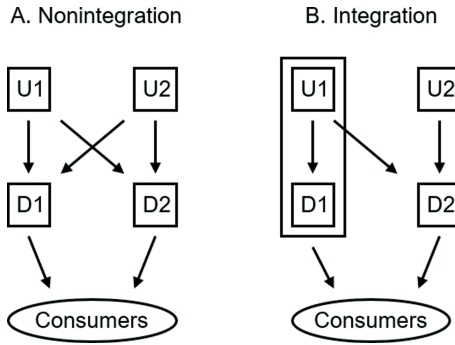 A. Nonintegration
B. Integration
U1
U2
U1
U2
D1
D2
D1
D2
Consumers
Consumers